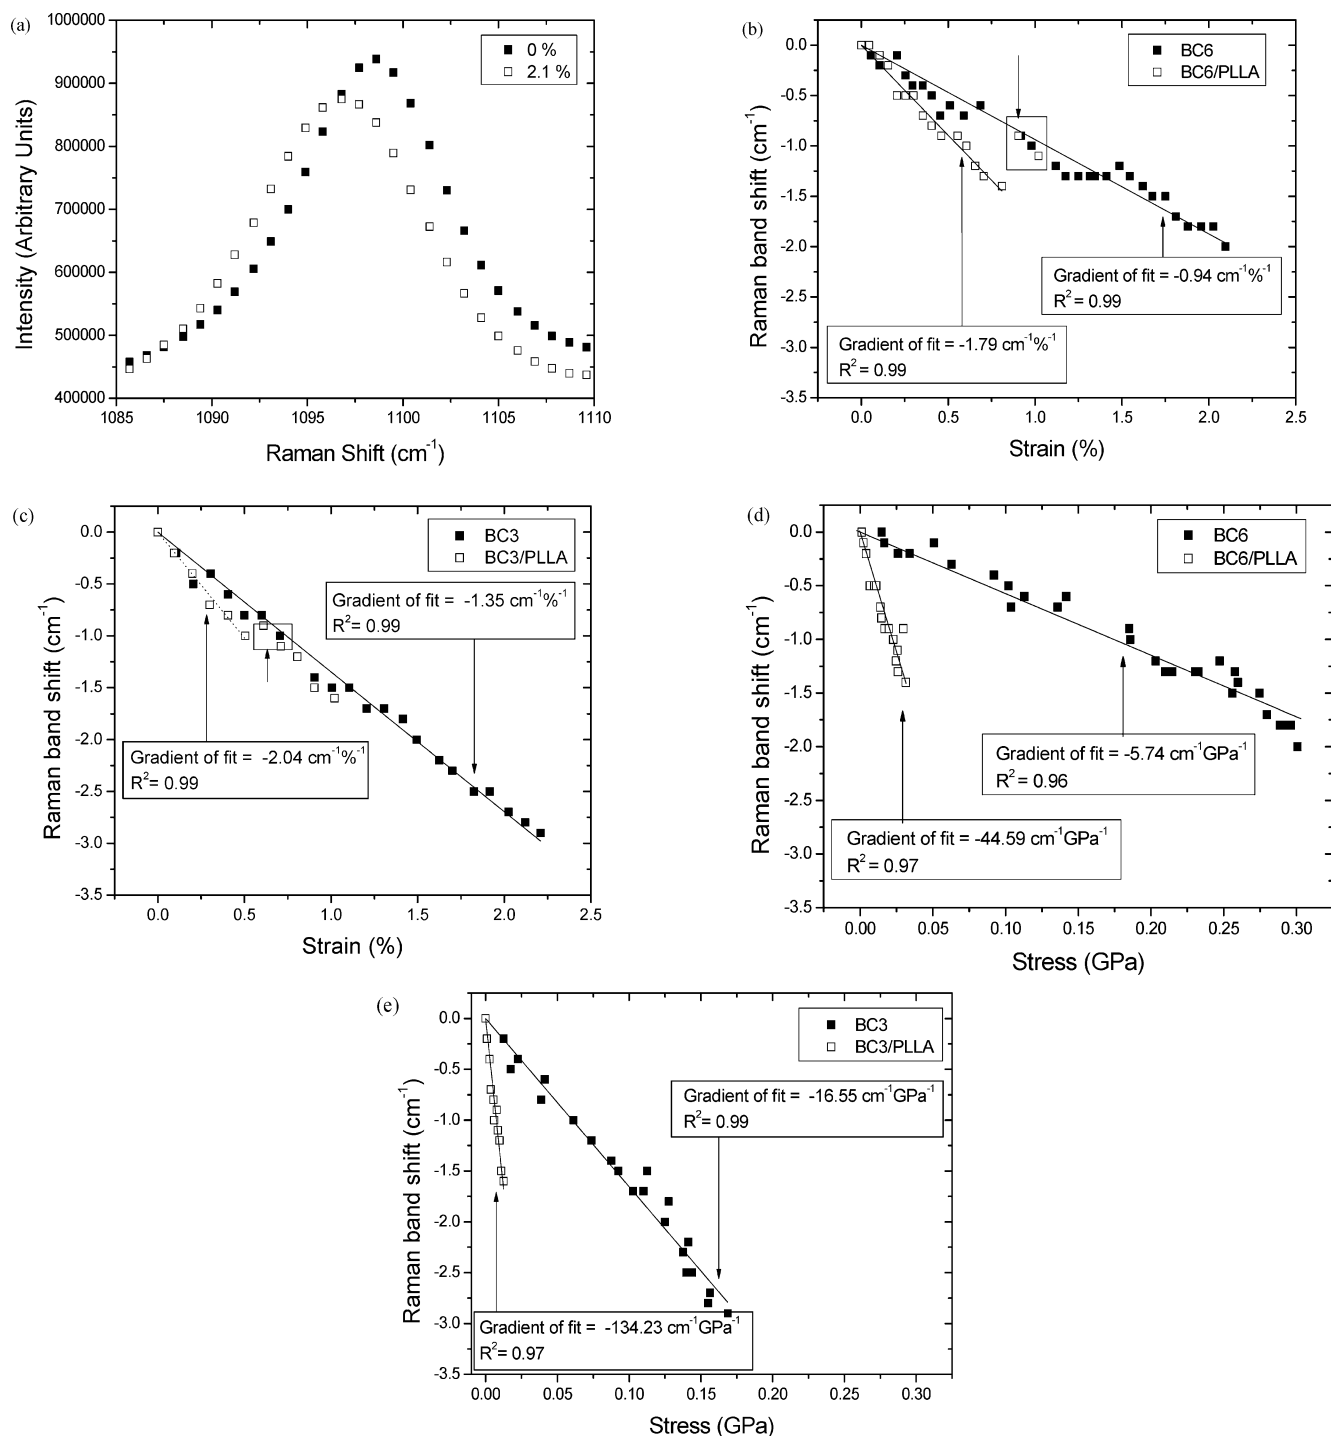 (a)
1000000
900000
800000
700000
600000
500000
400000
Intensity (Arbitrary Units)
0 %
2.1 %
1085 1090 1095 1100 1105 1110
Raman Shift (cm⁻¹)
(b)
0.0
-0.5
-1.0
-1.5
-2.0
-2.5
-3.0
-3.5
Raman band shift (cm⁻¹)
BC6
BC6/PLLA
Gradient of fit = -0.94 cm⁻¹%⁻¹
R² = 0.99
Gradient of fit = -1.79 cm⁻¹%⁻¹
R² = 0.99
0.0 0.5 1.0 1.5 2.0 2.5
Strain (%)
(c)
0.0
-0.5
-1.0
-1.5
-2.0
-2.5
-3.0
-3.5
Raman band shift (cm⁻¹)
BC3
BC3/PLLA
Gradient of fit = -1.35 cm⁻¹%⁻¹
R² = 0.99
Gradient of fit = -2.04 cm⁻¹%⁻¹
R² = 0.99
0.0 0.5 1.0 1.5 2.0 2.5
Strain (%)
(d)
0.0
-0.5
-1.0
-1.5
-2.0
-2.5
-3.0
-3.5
Raman band shift (cm⁻¹)
BC6
BC6/PLLA
Gradient of fit = -5.74 cm⁻¹GPa⁻¹
R² = 0.96
Gradient of fit = -44.59 cm⁻¹GPa⁻¹
R² = 0.97
0.00 0.05 0.10 0.15 0.20 0.25 0.30
Stress (GPa)
(e)
0.0
-0.5
-1.0
-1.5
-2.0
-2.5
-3.0
-3.5
Raman band shift (cm⁻¹)
BC3
BC3/PLLA
Gradient of fit = -16.55 cm⁻¹GPa⁻¹
R² = 0.99
Gradient of fit = -134.23 cm⁻¹GPa⁻¹
R² = 0.97
0.00 0.05 0.10 0.15 0.20 0.25 0.30
Stress (GPa)